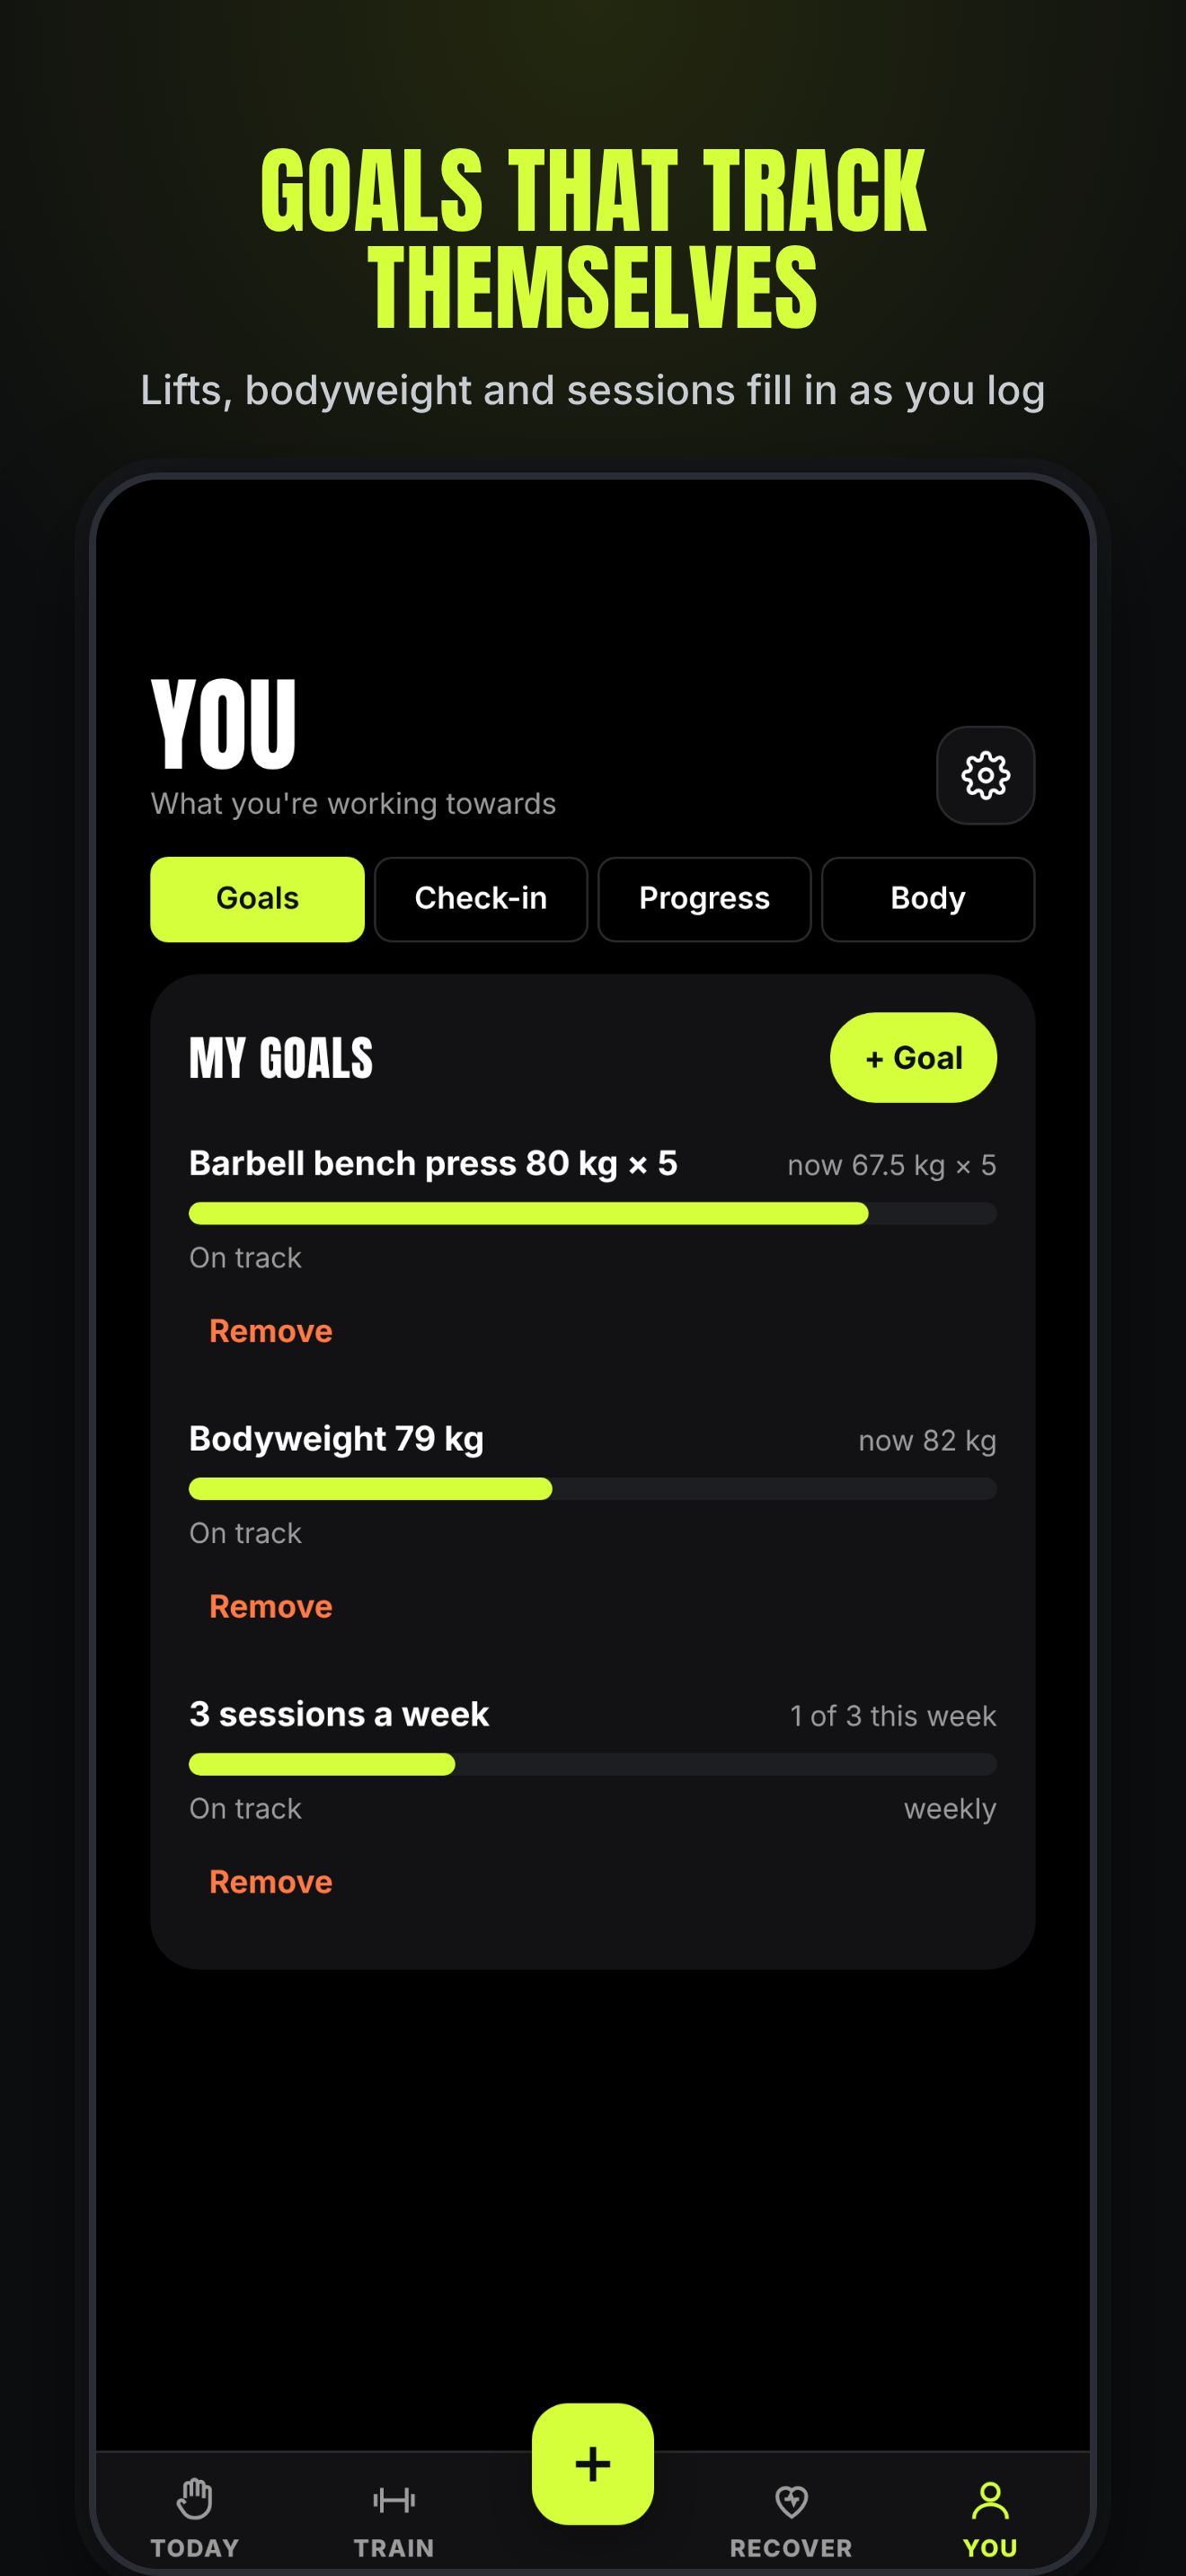 GOALS THAT TRACK
THEMSELVES
Lifts, bodyweight and sessions fill in as you log
YOU
What you're working towards
Goals
Check-in
Progress
Body
MY GOALS
+ Goal
Barbell bench press 80 kg × 5
now 67.5 kg × 5
On track
Remove
Bodyweight 79 kg
now 82 kg
On track
Remove
3 sessions a week
1 of 3 this week
On track
weekly
Remove
+
TODAY
TRAIN
RECOVER
YOU